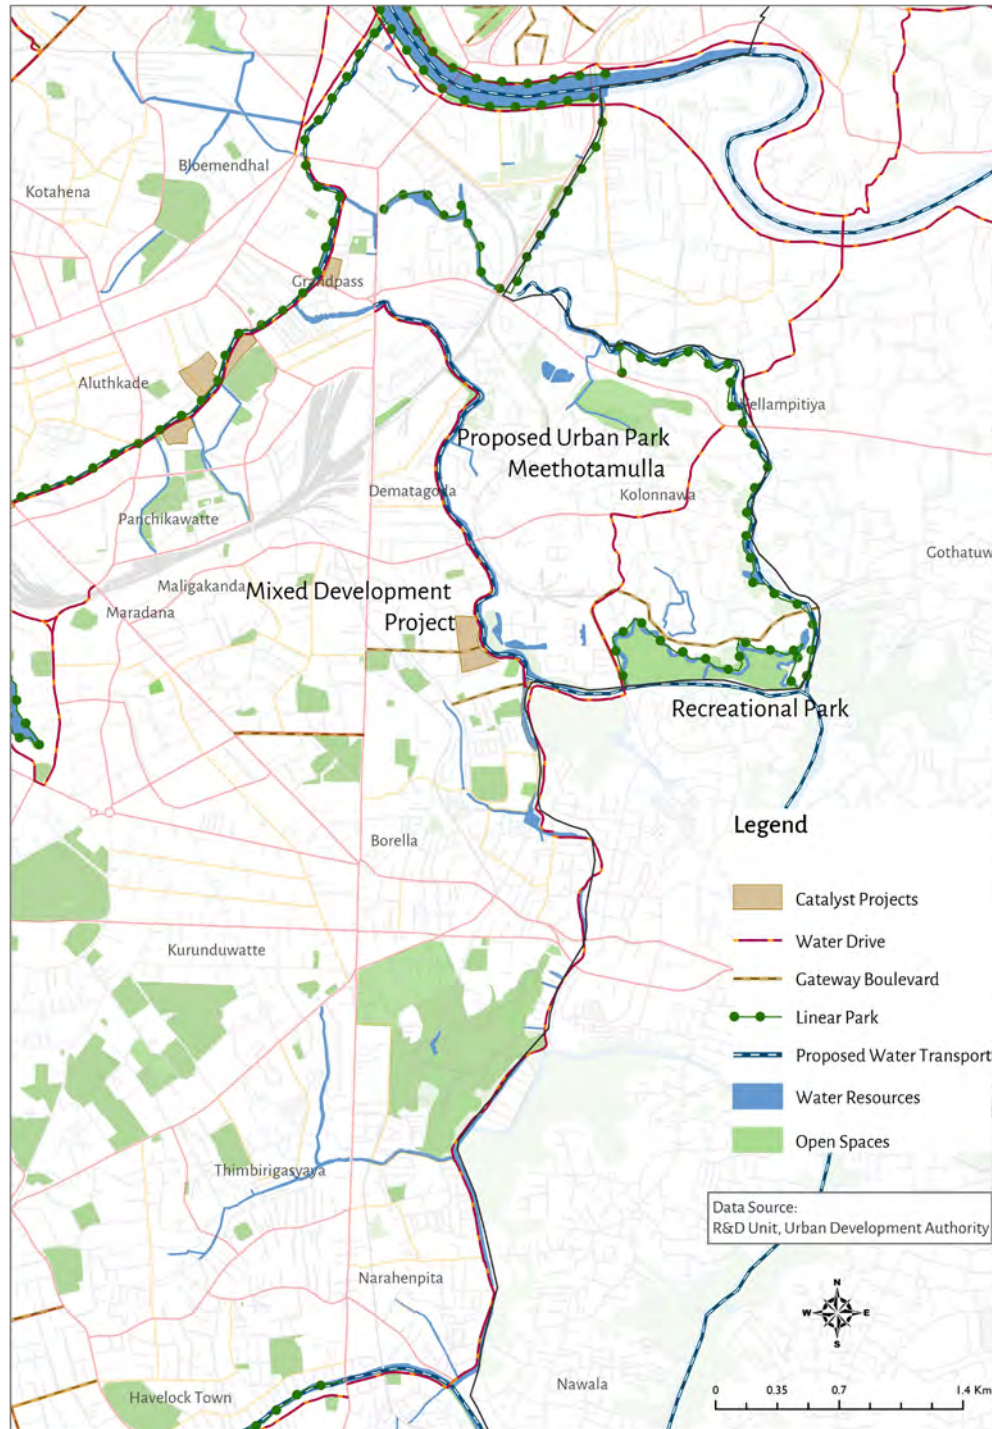 Bloemendhal
Kotahena
Grandpass
Aluthkade
Wellampitiya
Proposed Urban Park
Meethotamulla
Dematagoda
Kolonnawa
Panchikawatte
Gothatuw
Maligakanda
Mixed Development
Project
Maradana
Recreational Park
Legend
Borella
Catalyst Projects
Water Drive
Kurunduwatte
Gateway Boulevard
Linear Park
Proposed Water Transport
Water Resources
Open Spaces
Thimbirigasyaya
Data Source:
R&D Unit, Urban Development Authority
Narahenpita
N
W E
S
Nawala
Havelock Town
0 0.35 0.7 1.4 Km